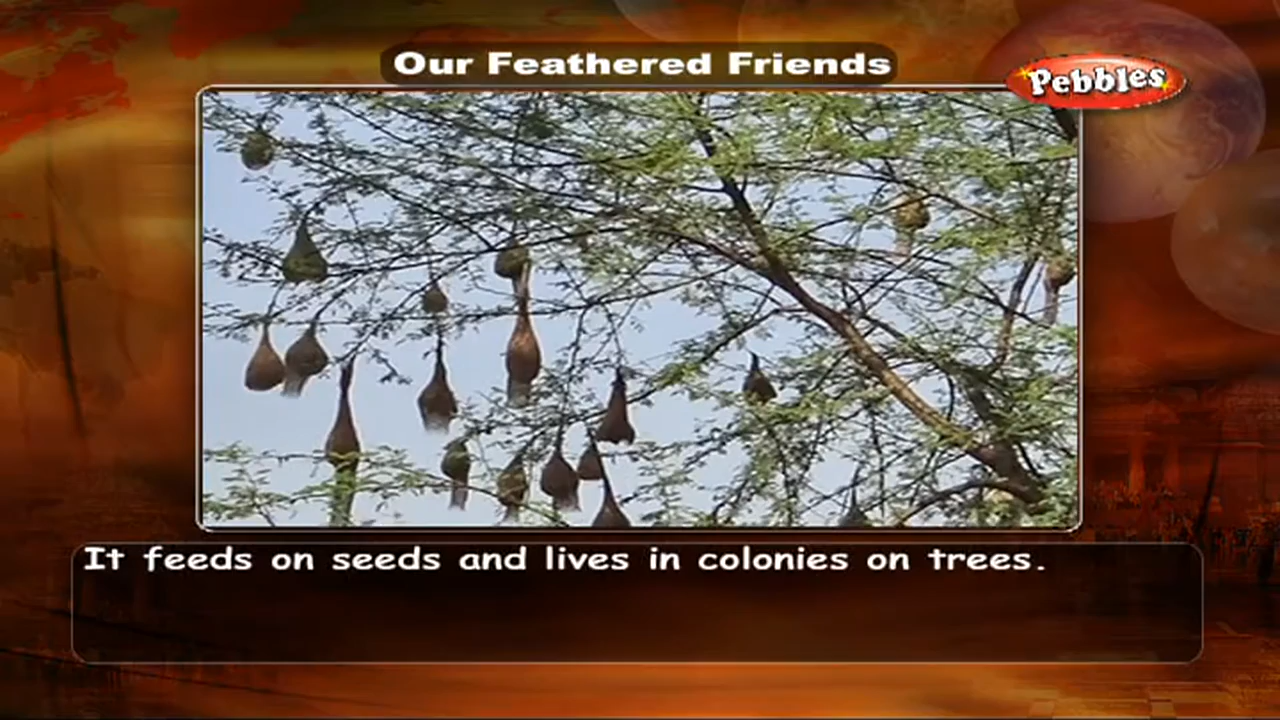 Our Feathered Friends
Pebbles
It feeds on seeds and lives in colonies on trees.